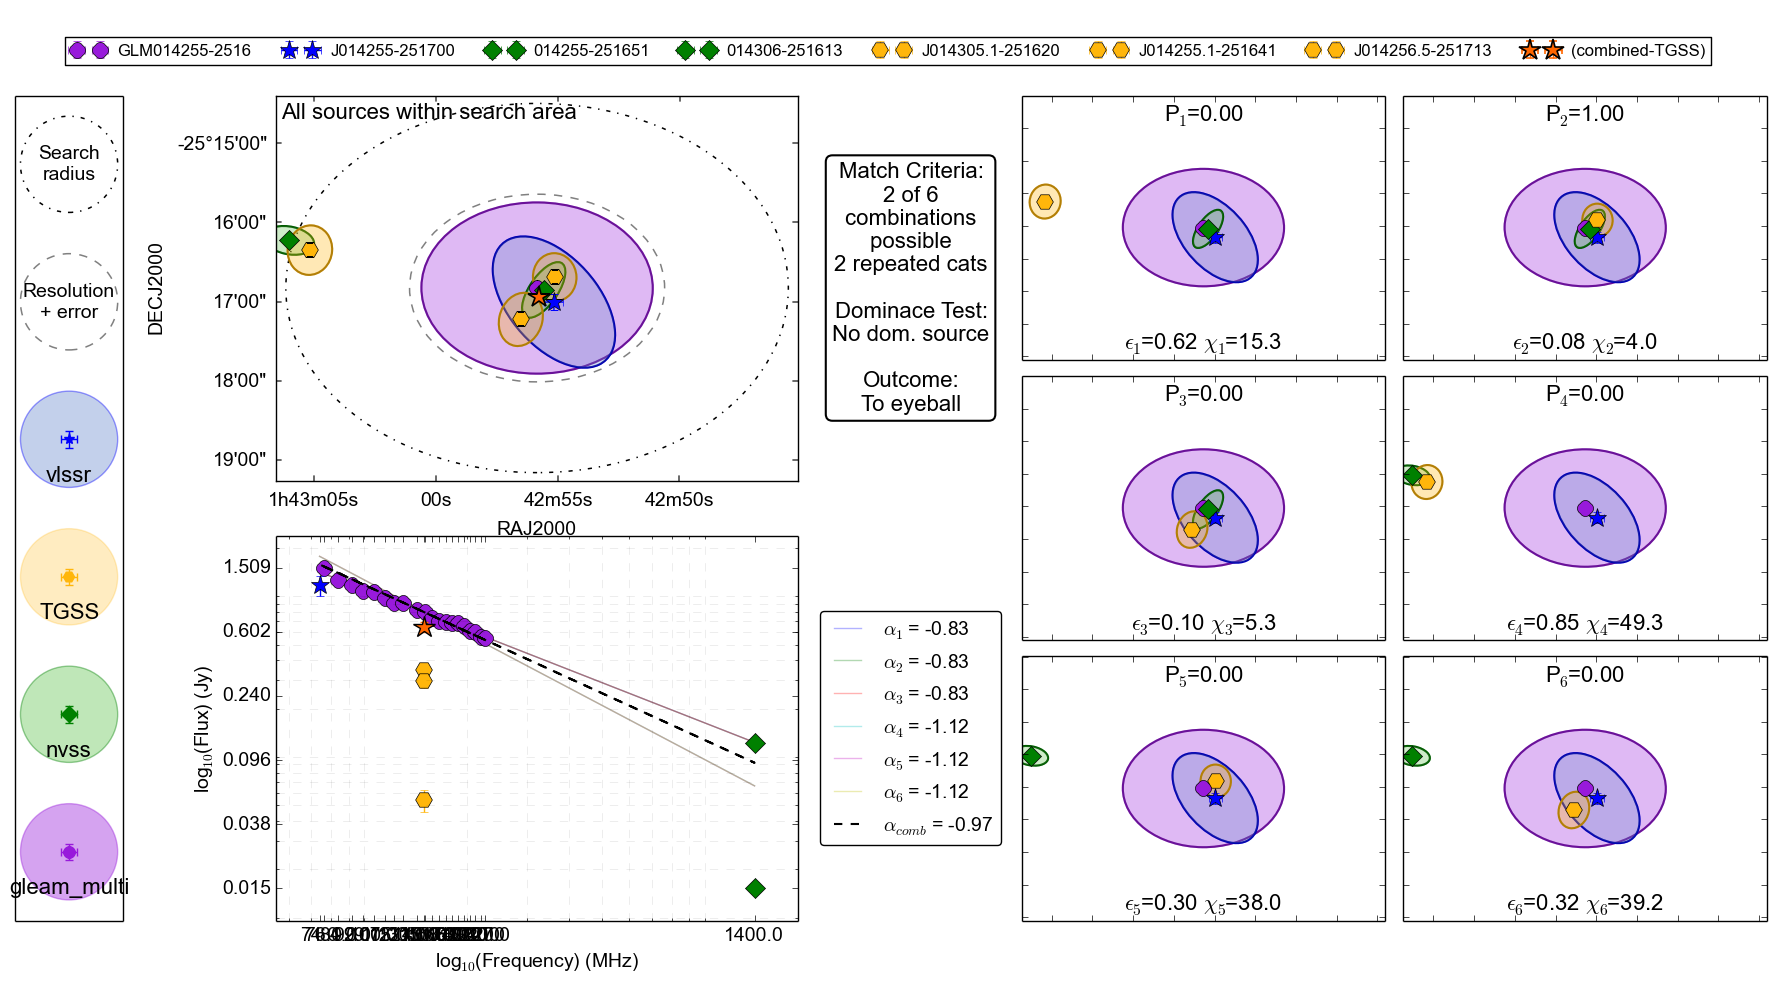 GLM014255-2516 J014255-251700 014255-251651 014306-251613 J014305.1-251620 J014255.1-251641 J014256.5-251713 (combined-TGSS)
Search
radius
Resolution
+ error
vlssr
TGSS
nvss
gleam_multi
All sources within search area
DECJ2000
-25°15'00"
16'00"
17'00"
18'00"
19'00"
1h43m05s 00s 42m55s 42m50s
RAJ2000
Match Criteria:
2 of 6
combinations
possible
2 repeated cats
Dominace Test:
No dom. source
Outcome:
To eyeball
log₁₀(Flux) (Jy)
1.509
0.602
0.240
0.096
0.038
0.015
1400.0
log₁₀(Frequency) (MHz)
α₁ = -0.83
α₂ = -0.83
α₃ = -0.83
α₄ = -1.12
α₅ = -1.12
α₆ = -1.12
α_comb = -0.97
P₁=0.00
ϵ₁=0.62 χ₁=15.3
P₂=1.00
ϵ₂=0.08 χ₂=4.0
P₃=0.00
ϵ₃=0.10 χ₃=5.3
P₄=0.00
ϵ₄=0.85 χ₄=49.3
P₅=0.00
ϵ₅=0.30 χ₅=38.0
P₆=0.00
ϵ₆=0.32 χ₆=39.2